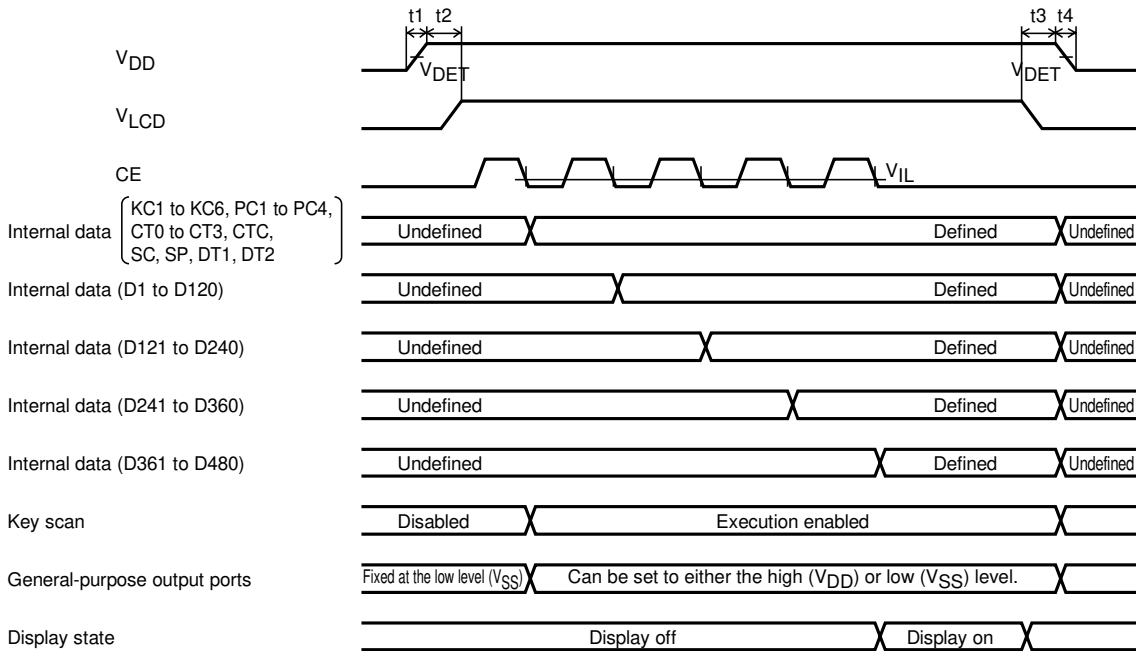 t1 t2 t3 t4
VDD
VDET VDET
VLCD
CE VIL
Internal data KC1 to KC6, PC1 to PC4,
CT0 to CT3, CTC,
SC, SP, DT1, DT2
Undefined Defined Undefined
Internal data (D1 to D120) Undefined Defined Undefined
Internal data (D121 to D240) Undefined Defined Undefined
Internal data (D241 to D360) Undefined Defined Undefined
Internal data (D361 to D480) Undefined Defined Undefined
Key scan Disabled Execution enabled
General-purpose output ports Fixed at the low level (VSS) Can be set to either the high (VDD) or low (VSS) level.
Display state Display off Display on